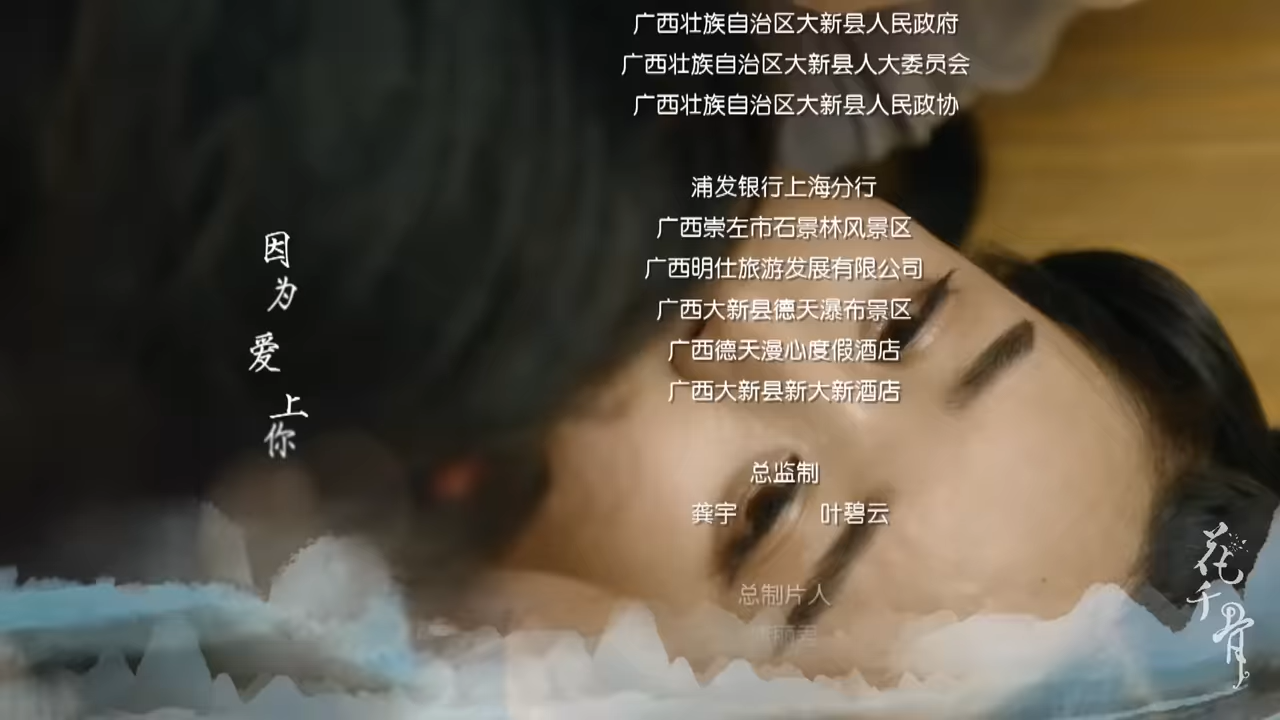 广西壮族自治区大新县人民政府
广西壮族自治区大新县人大委员会
广西壮族自治区大新县人民政协
浦发银行上海分行
广西崇左市石景林风景区
广西明仕旅游发展有限公司
广西大新县德天瀑布景区
广西德天漫心度假酒店
广西大新县新大新酒店
总监制
龚宇 叶碧云
总制片人
因为爱上你
花千骨